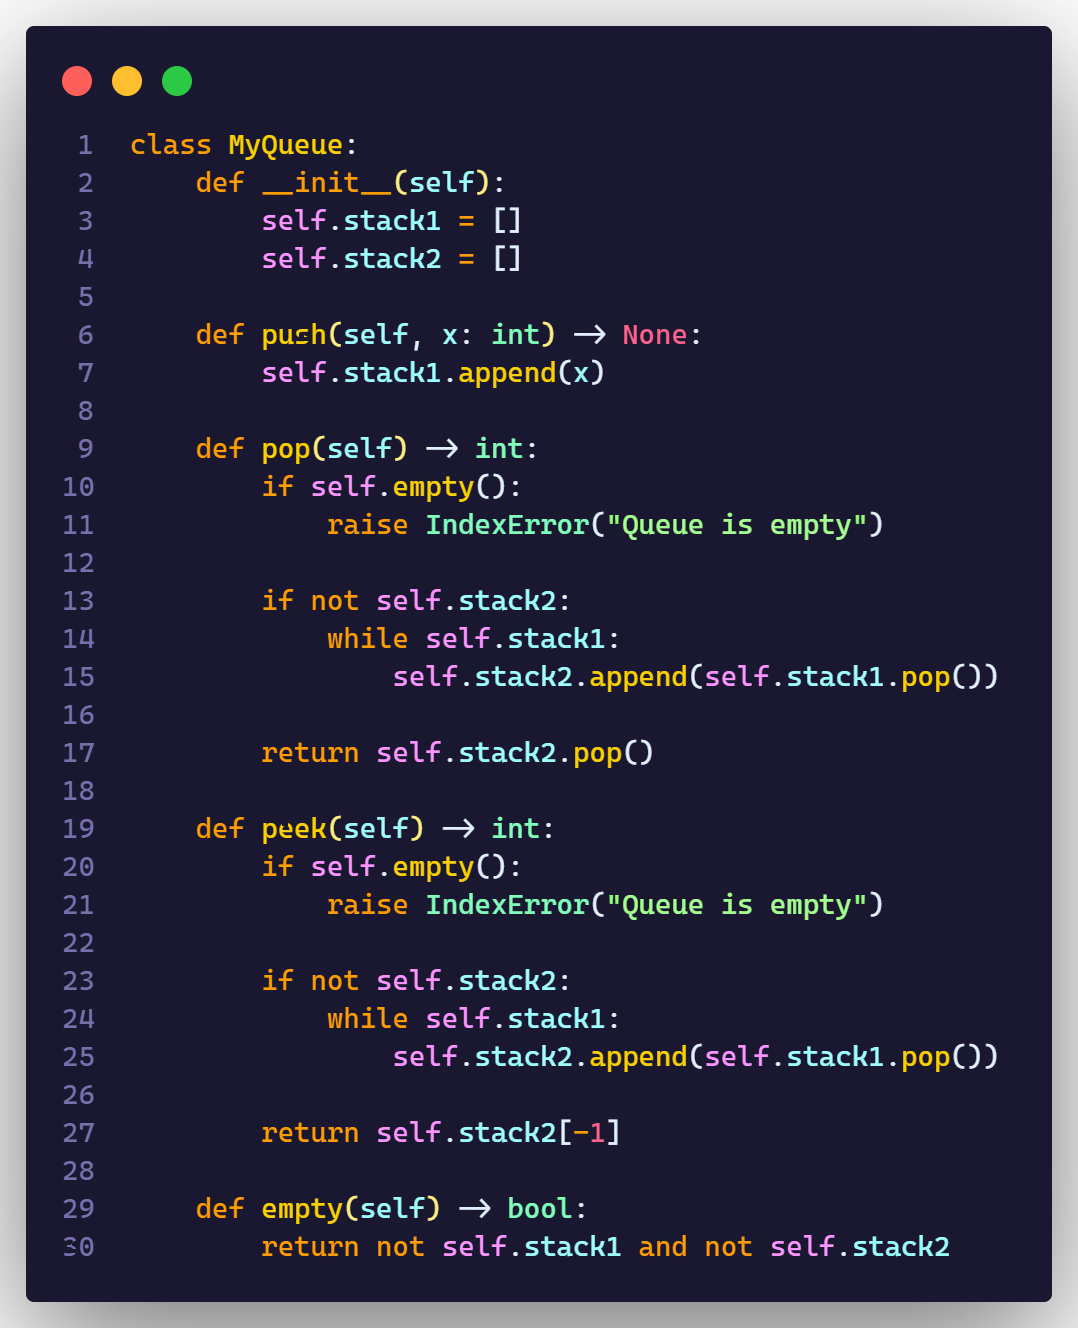 1 class MyQueue:
2     def __init__(self):
3         self.stack1 = []
4         self.stack2 = []
5
6     def push(self, x: int) -> None:
7         self.stack1.append(x)
8
9     def pop(self) -> int:
10         if self.empty():
11             raise IndexError("Queue is empty")
12
13         if not self.stack2:
14             while self.stack1:
15                 self.stack2.append(self.stack1.pop())
16
17         return self.stack2.pop()
18
19     def peek(self) -> int:
20         if self.empty():
21             raise IndexError("Queue is empty")
22
23         if not self.stack2:
24             while self.stack1:
25                 self.stack2.append(self.stack1.pop())
26
27         return self.stack2[-1]
28
29     def empty(self) -> bool:
30         return not self.stack1 and not self.stack2